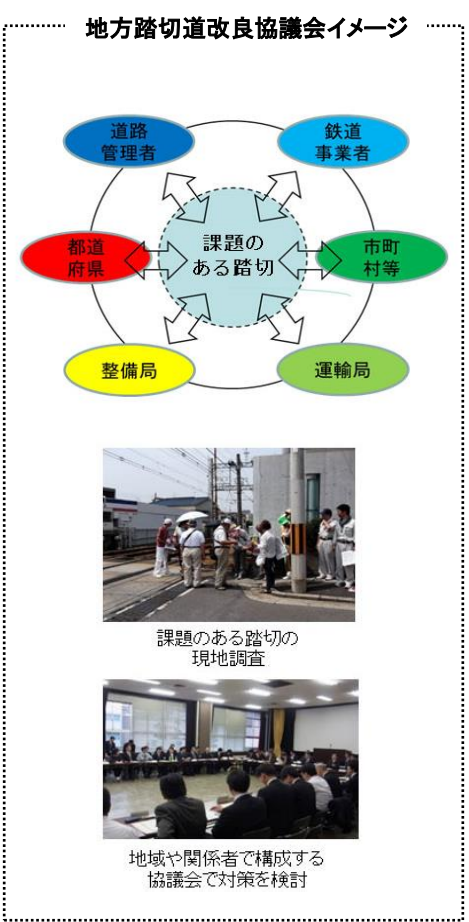 地方踏切道改良協議会イメージ
道路
管理者
鉄道
事業者
都道
府県
課題の
ある踏切
市町
村等
整備局
運輸局
課題のある踏切の
現地調査
地域や関係者で構成する
協議会で対策を検討